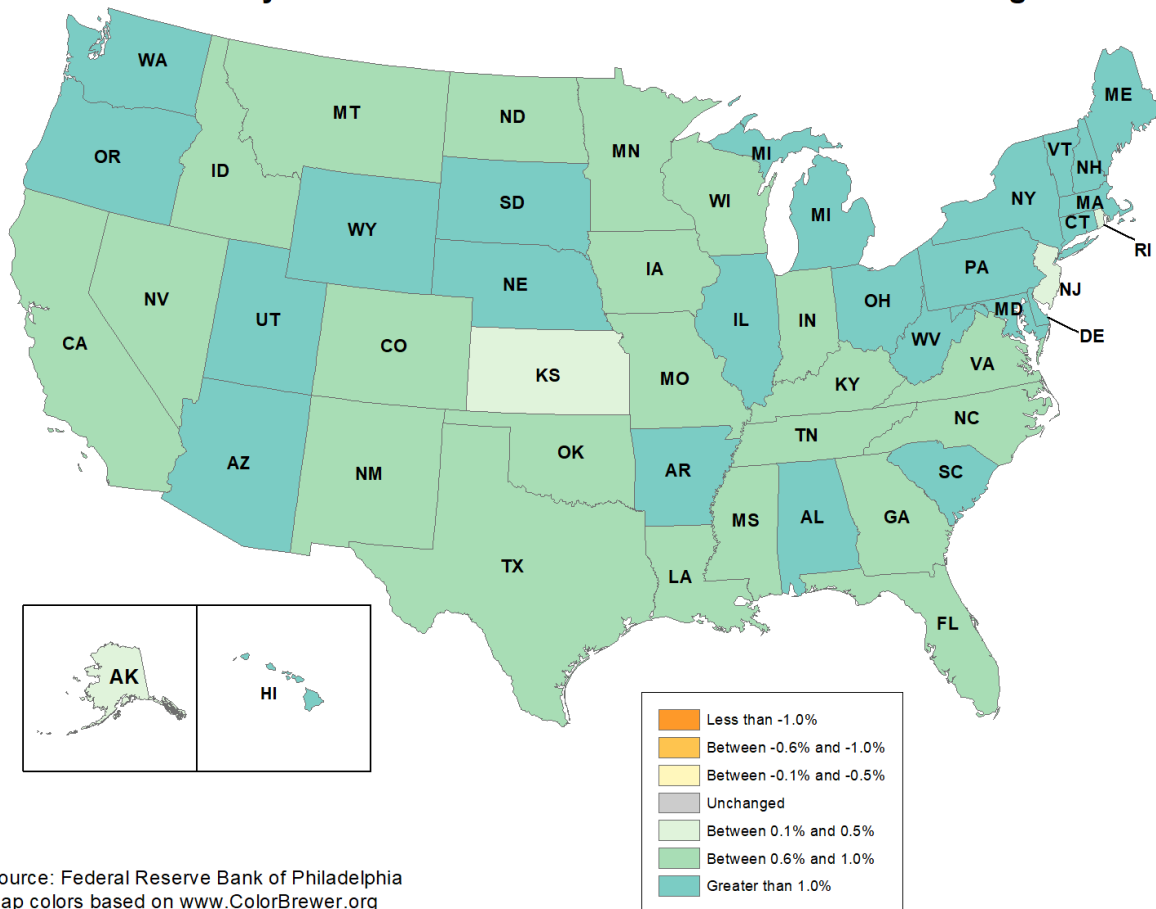 WA
ME
MT
ND
VT
MN
MI
OR
NH
ID
SD
WI
NY
MA
MI
CT
WY
RI
IA
PA
NE
NJ
NV
OH
MD
UT
IL
IN
DE
CA
CO
WV
VA
KS
MO
KY
NC
TN
OK
AZ
AR
SC
NM
MS
AL
GA
TX
LA
FL
AK
HI
Less than -1.0%
Between -0.6% and -1.0%
Between -0.1% and -0.5%
Unchanged
Between 0.1% and 0.5%
Between 0.6% and 1.0%
Greater than 1.0%
ource: Federal Reserve Bank of Philadelphia
ap colors based on www.ColorBrewer.org